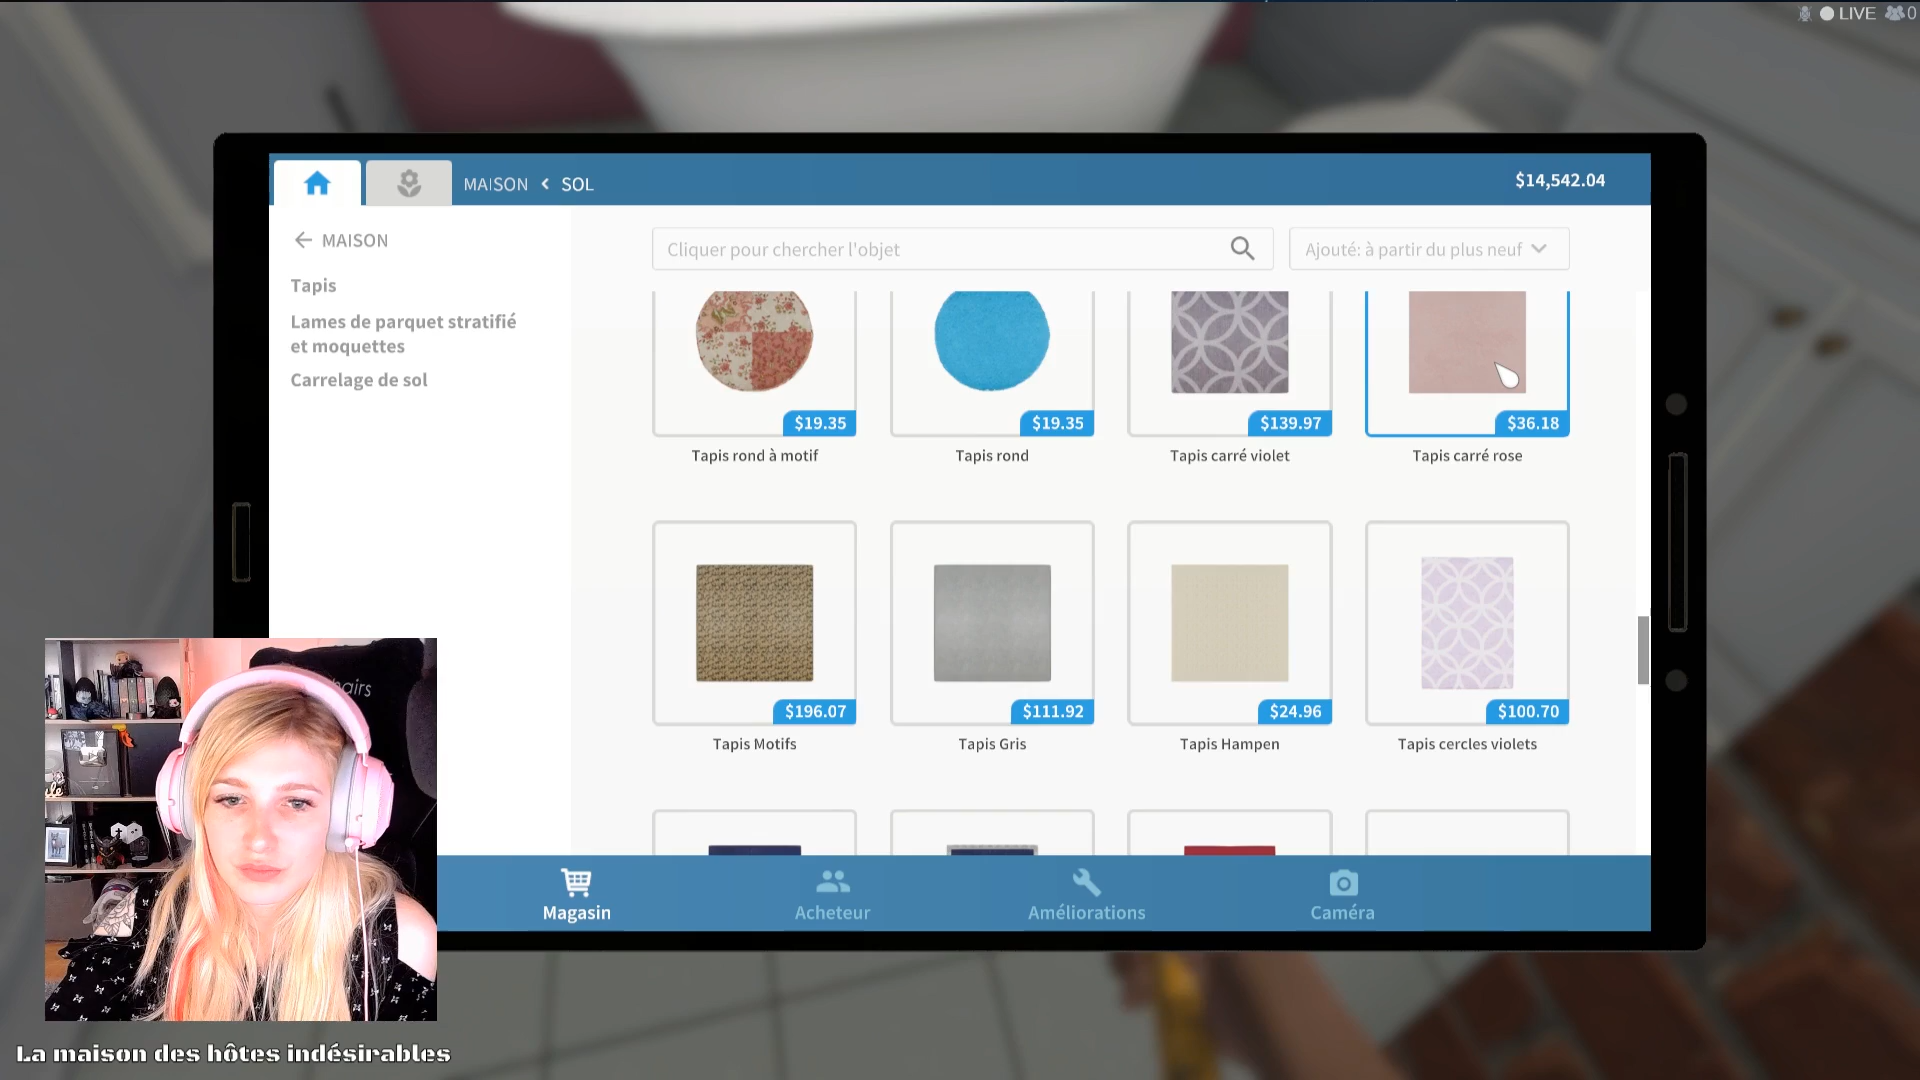 LIVE 0
MAISON < SOL
$14,542.04
MAISON
Tapis
Lames de parquet stratifié
et moquettes
Carrelage de sol
Cliquer pour chercher l'objet
Ajouté: à partir du plus neuf
$19.35
$19.35
$139.97
$36.18
Tapis rond à motif
Tapis rond
Tapis carré violet
Tapis carré rose
$196.07
$111.92
$24.96
$100.70
Tapis Motifs
Tapis Gris
Tapis Hampen
Tapis cercles violets
Magasin
Acheteur
Améliorations
Caméra
La maison des hôtes indésirables